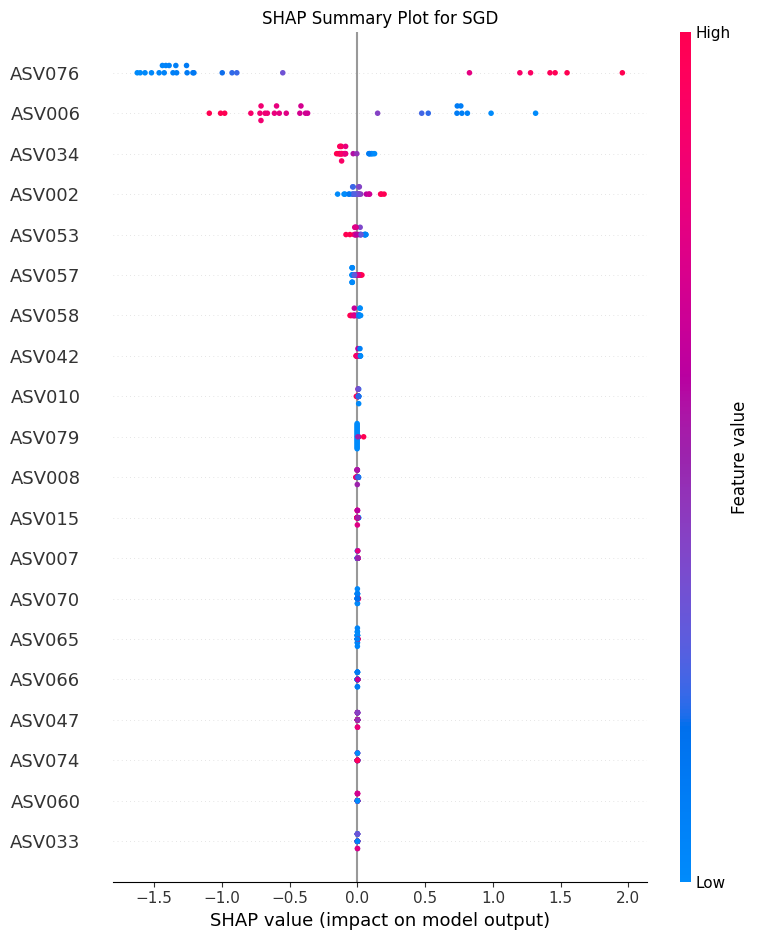 SHAP Summary Plot for SGD
High
ASV076
ASV006
ASV034
ASV002
ASV053
ASV057
ASV058
ASV042
ASV010
ASV079
ASV008
ASV015
ASV007
ASV070
ASV065
ASV066
ASV047
ASV074
ASV060
ASV033
Feature value
Low
−1.5 −1.0 −0.5 0.0 0.5 1.0 1.5 2.0
SHAP value (impact on model output)